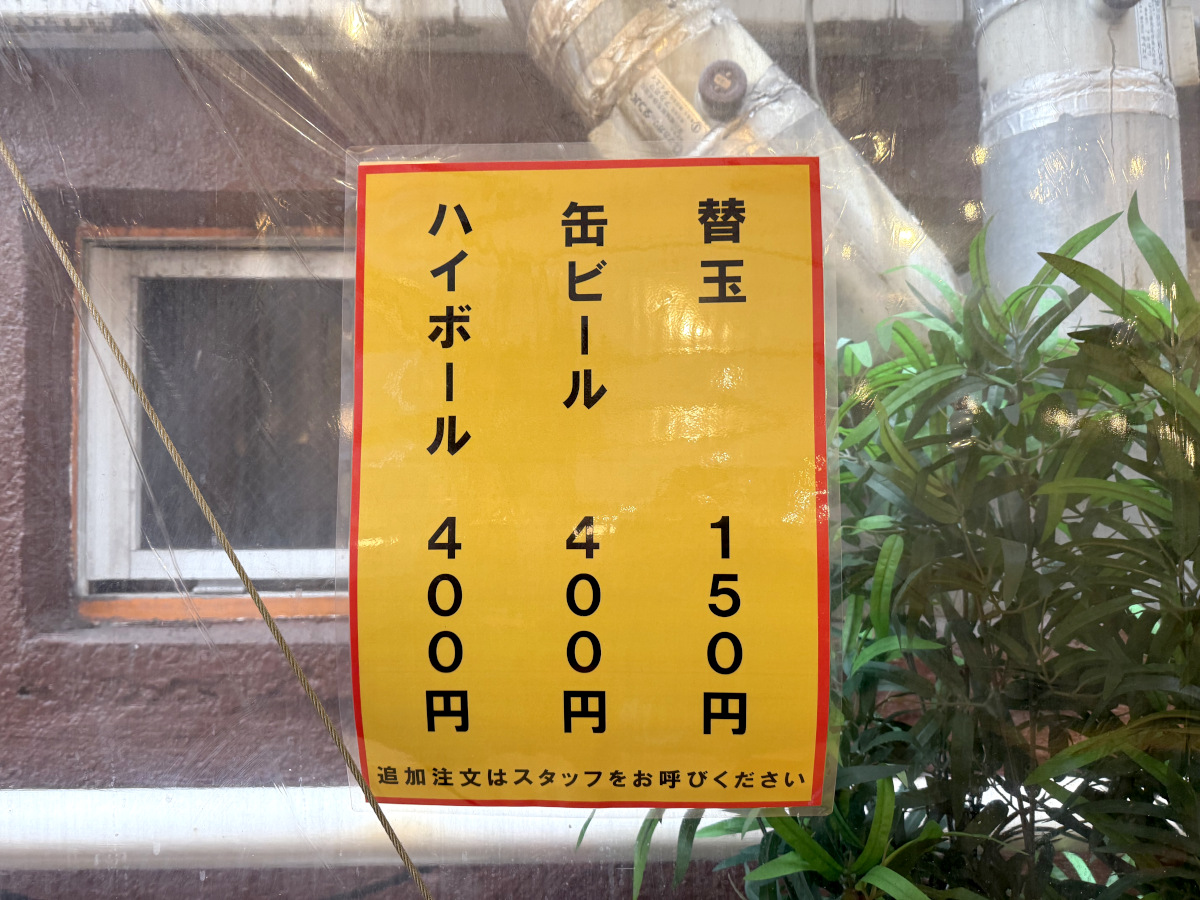 替玉 150円
缶ビール 400円
ハイボール 400円
追加注文はスタッフをお呼びください